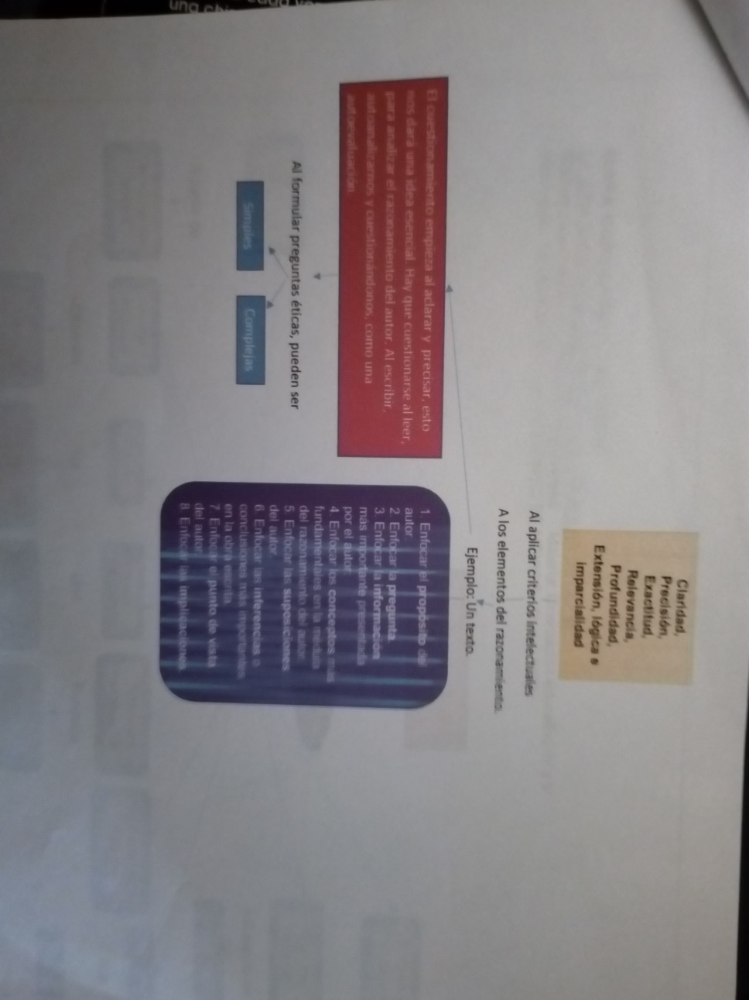 Claridad,
Precisión,
Exactitud,
Relevancia,
Profundidad,
Extensión, lógica e
imparcialidad
Al aplicar criterios intelectuales
A los elementos del razonamiento.
Ejemplo: Un texto.
El cuestionamiento empieza al aclarar y precisar, esto
nos dará una idea esencial. Hay que cuestionarse al leer,
para analizar el razonamiento del autor. Al escribir,
autoanalizarnos y cuestionándonos, como una
autoevaluación.
Al formular preguntas éticas, pueden ser
Simples
Complejas
1. Enfocar el propósito del
autor
2. Enfocar la pregunta
3. Enfocar la información
más importante presentada
por el autor
4. Enfocar los conceptos más
fundamentales en la médula
del razonamiento del autor
5. Enfocar las suposiciones
del autor
6. Enfocar las inferencias o
conclusiones más importantes
en la obra escrita
7. Enfocar el punto de vista
del autor
8. Enfocar las implicaciones
una